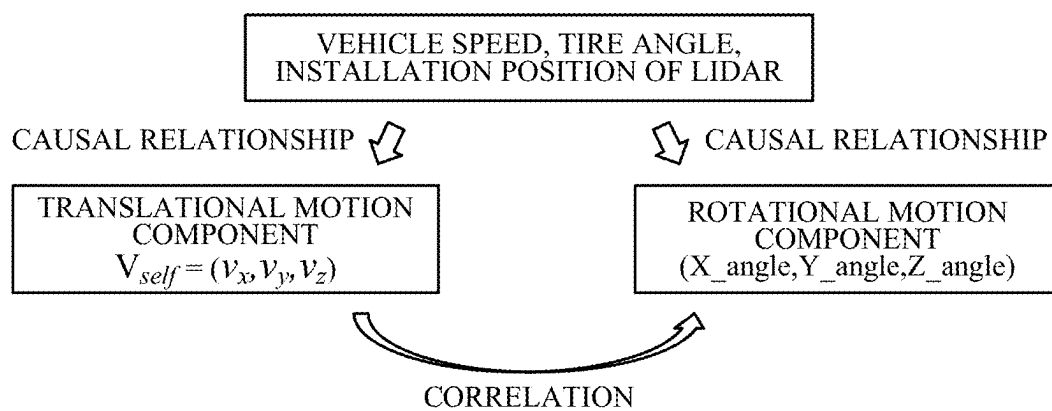 VEHICLE SPEED, TIRE ANGLE,
INSTALLATION POSITION OF LIDAR
CAUSAL RELATIONSHIP
CAUSAL RELATIONSHIP
TRANSLATIONAL MOTION
COMPONENT
V_self = (v_x, v_y, v_z)
ROTATIONAL MOTION
COMPONENT
(X_angle,Y_angle,Z_angle)
CORRELATION